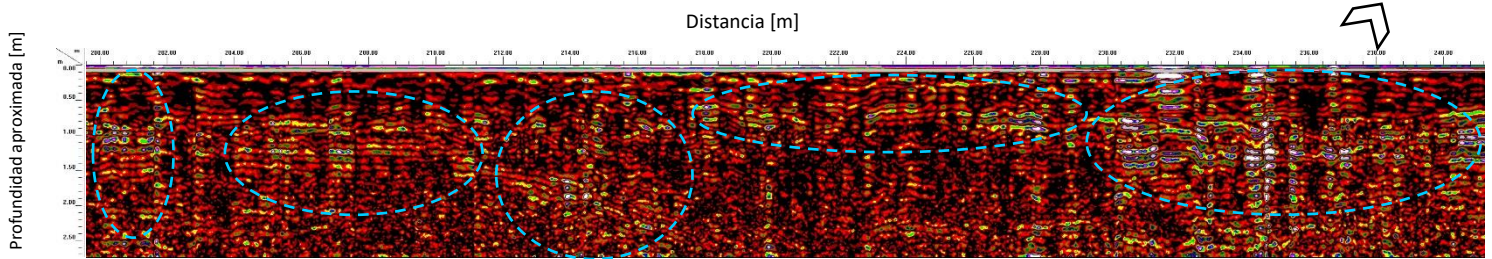 Distancia [m]
Profundidad aproximada [m]
m 200.00 202.00 204.00 206.00 208.00 210.00 212.00 214.00 216.00 218.00 220.00 222.00 224.00 226.00 228.00 230.00 232.00 234.00 236.00 238.00 240.00
m
0.00
0.50
1.00
1.50
2.00
2.50